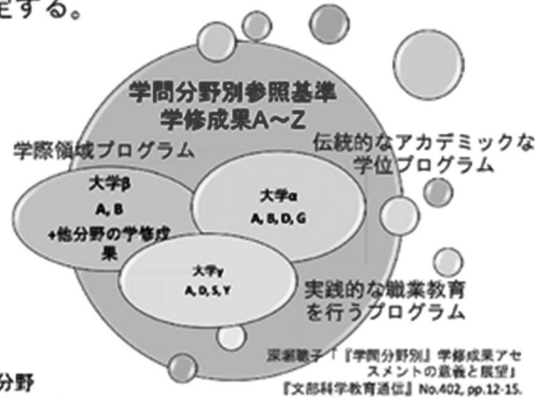 定する。
学問分野別参照基準
学修成果A～Z
学際領域プログラム
伝統的なアカデミックな
学位プログラム
大学β
A, B
+他分野の学修成
果
大学α
A, B, D, G
大学γ
A, D, S, Y
実践的な職業教育
を行うプログラム
深堀聰子「『学問分野別』学修成果アセ
スメントの意義と展望」
『文部科学教育通信』No.402, pp.12-15.
分野